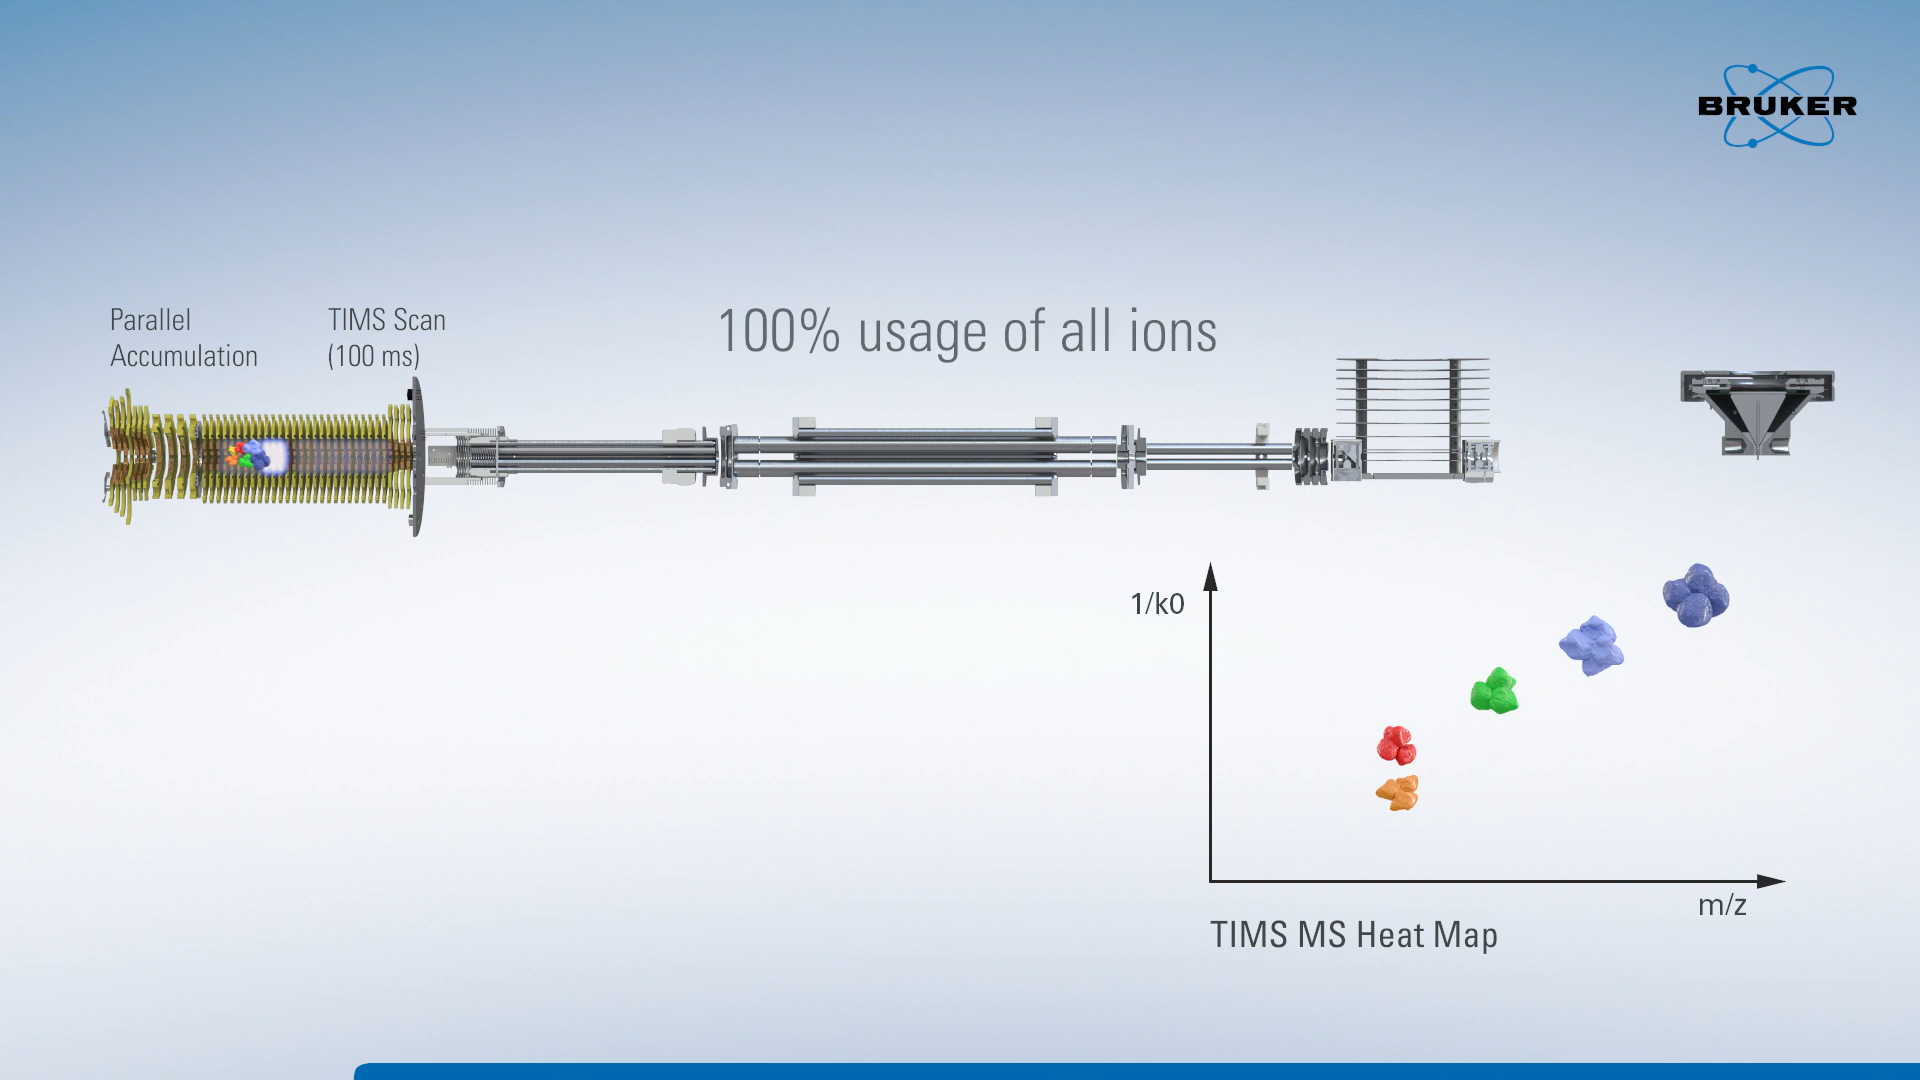 BRUKER
Parallel
Accumulation
TIMS Scan
(100 ms)
100% usage of all ions
1/k0
m/z
TIMS MS Heat Map